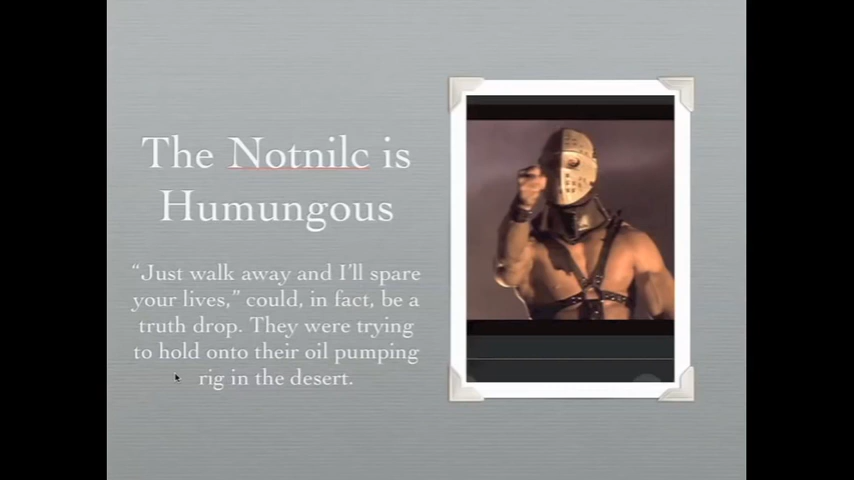 The Notnilc is
Humungous
“Just walk away and I’ll spare
your lives,” could, in fact, be a
truth drop. They were trying
to hold onto their oil pumping
rig in the desert.